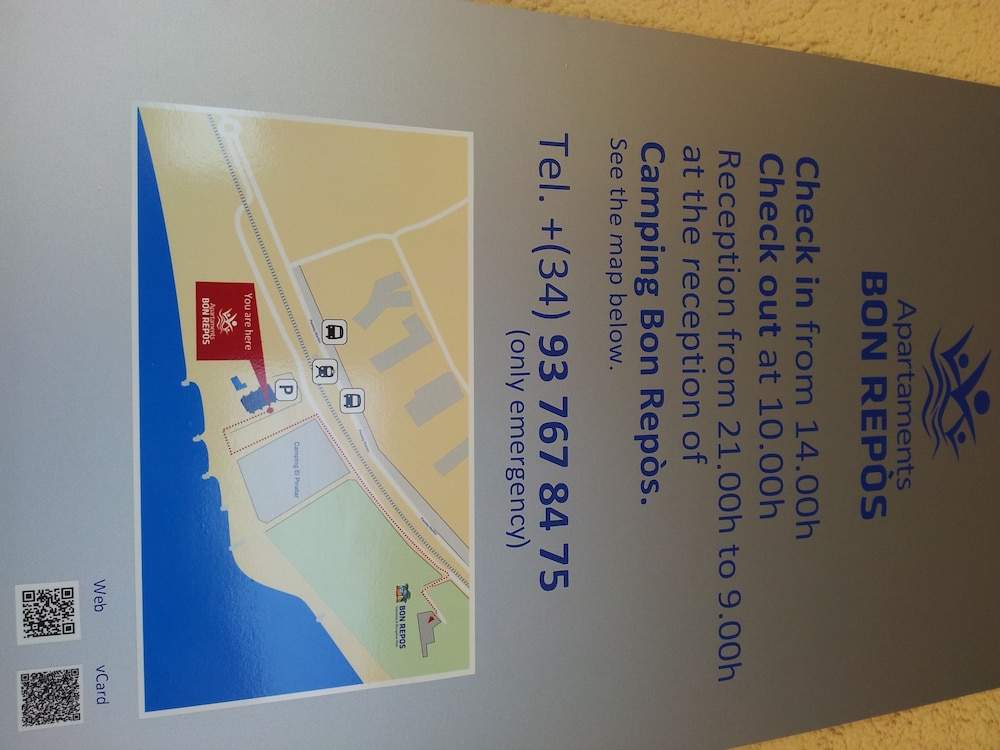 Apartaments
BON REPÒS
Check in from 14.00h
Check out at 10.00h
Reception from 21.00h to 9.00h
at the reception of
Camping Bon Repòs.
See the map below.
Tel. +(34) 93 767 84 75
(only emergency)
P
You are here
Apartaments
BON REPÒS
Camping El Pinatar
BON REPOS
Web
vCard